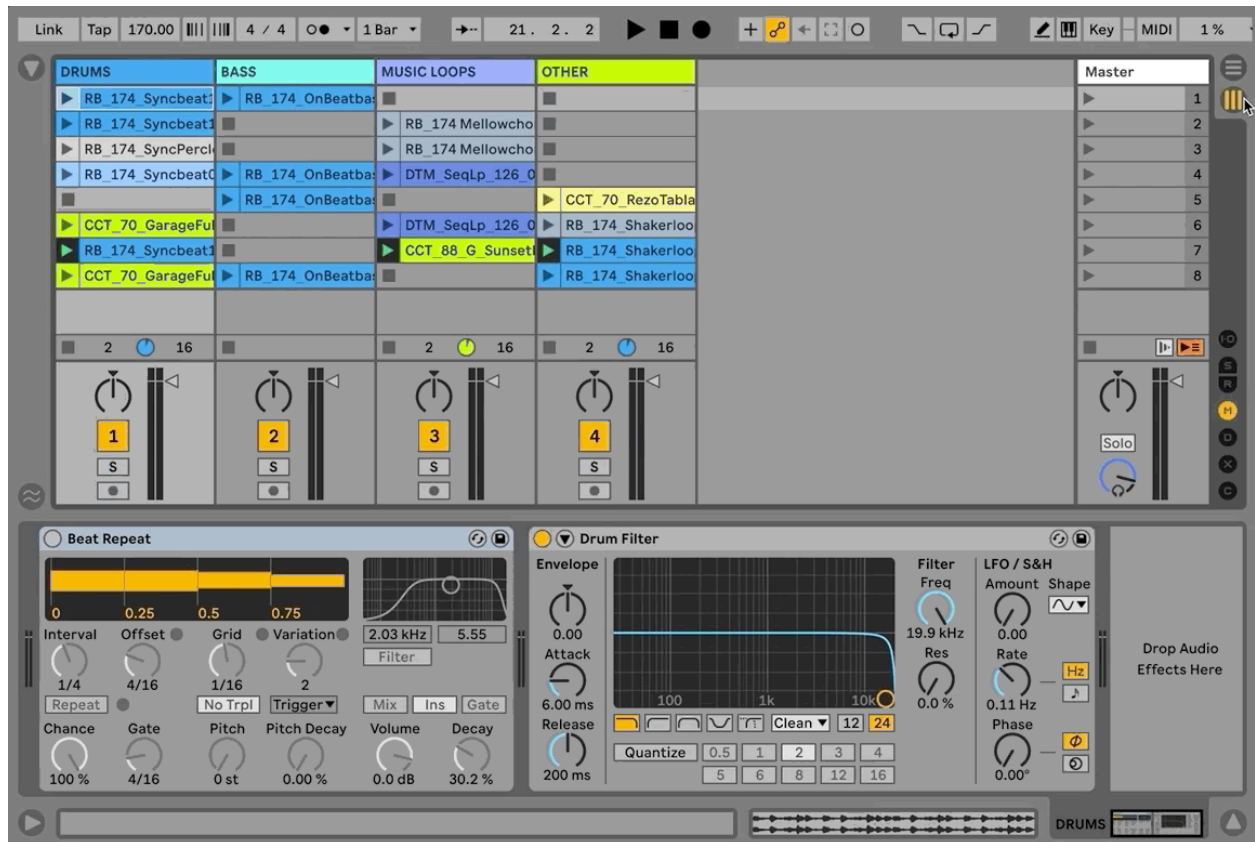 Link Tap 170.00 4 / 4 1 Bar 21. 2. 2 Key MIDI 1 %
DRUMS BASS MUSIC LOOPS OTHER Master
RB_174_Syncbeat1 RB_174_OnBeatba 1
RB_174_Syncbeat1 RB_174 Mellowcho 2
RB_174_SyncPercl RB_174 Mellowcho 3
RB_174_Syncbeat0 RB_174_OnBeatba DTM_SeqLp_126_0 4
RB_174_OnBeatba CCT_70_RezoTabla 5
CCT_70_GarageFul DTM_SeqLp_126_0 RB_174_Shakerloo 6
RB_174_Syncbeat1 CCT_88_G_Sunset RB_174_Shakerloo 7
CCT_70_GarageFul RB_174_OnBeatba RB_174_Shakerloo 8
2 16 2 16 2 16
I·O
S
R
1 2 3 4 M
Solo D
S S S S X
C
Beat Repeat Drum Filter
Envelope Filter LFO / S&H
Freq Amount Shape
0 0.25 0.5 0.75
Interval Offset Grid Variation 2.03 kHz 5.55 0.00 19.9 kHz 0.00
Filter Attack Res Rate Drop Audio
Effects Here
1/4 4/16 1/16 2 Hz
Repeat No Trpl Trigger Mix Ins Gate 6.00 ms 100 1k 10k 0.0 % 0.11 Hz
Chance Gate Pitch Pitch Decay Volume Decay Release Clean 12 24 Phase
Quantize 0.5 1 2 3 4
100 % 4/16 0 st 0.00 % 0.0 dB 30.2 % 200 ms 5 6 8 12 16 0.00°
DRUMS